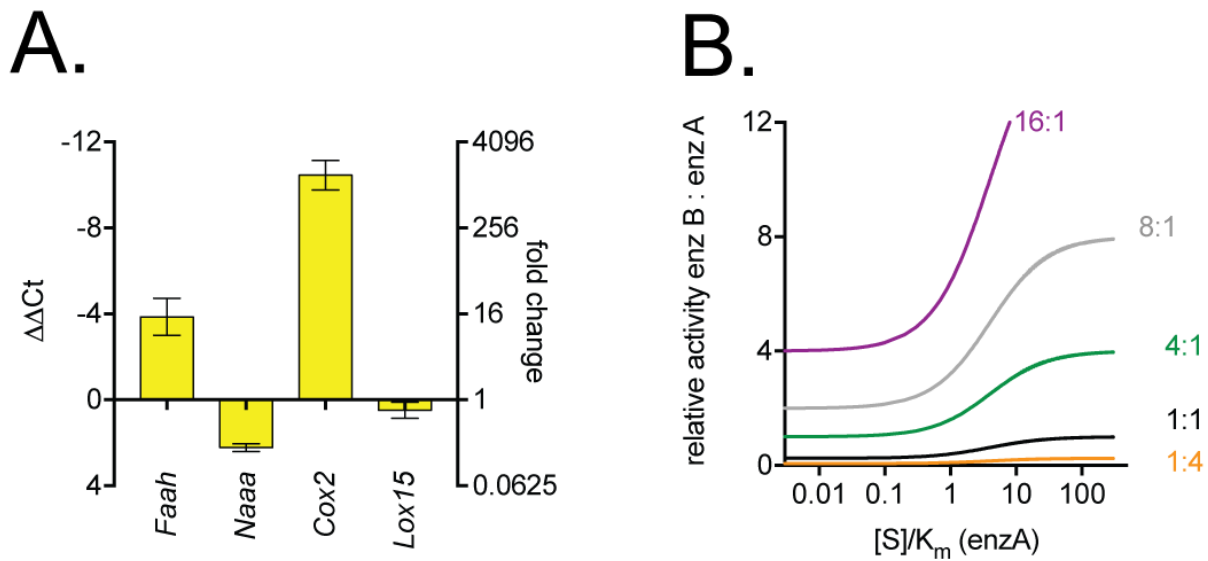 A.
-12
-8
-4
0
4
ΔΔCt
4096
256
16
1
0.0625
fold change
Faah
Naaa
Cox2
Lox15
B.
12
8
4
0
relative activity enz B : enz A
16:1
8:1
4:1
1:1
1:4
0.01 0.1 1 10 100
[S]/Km (enzA)